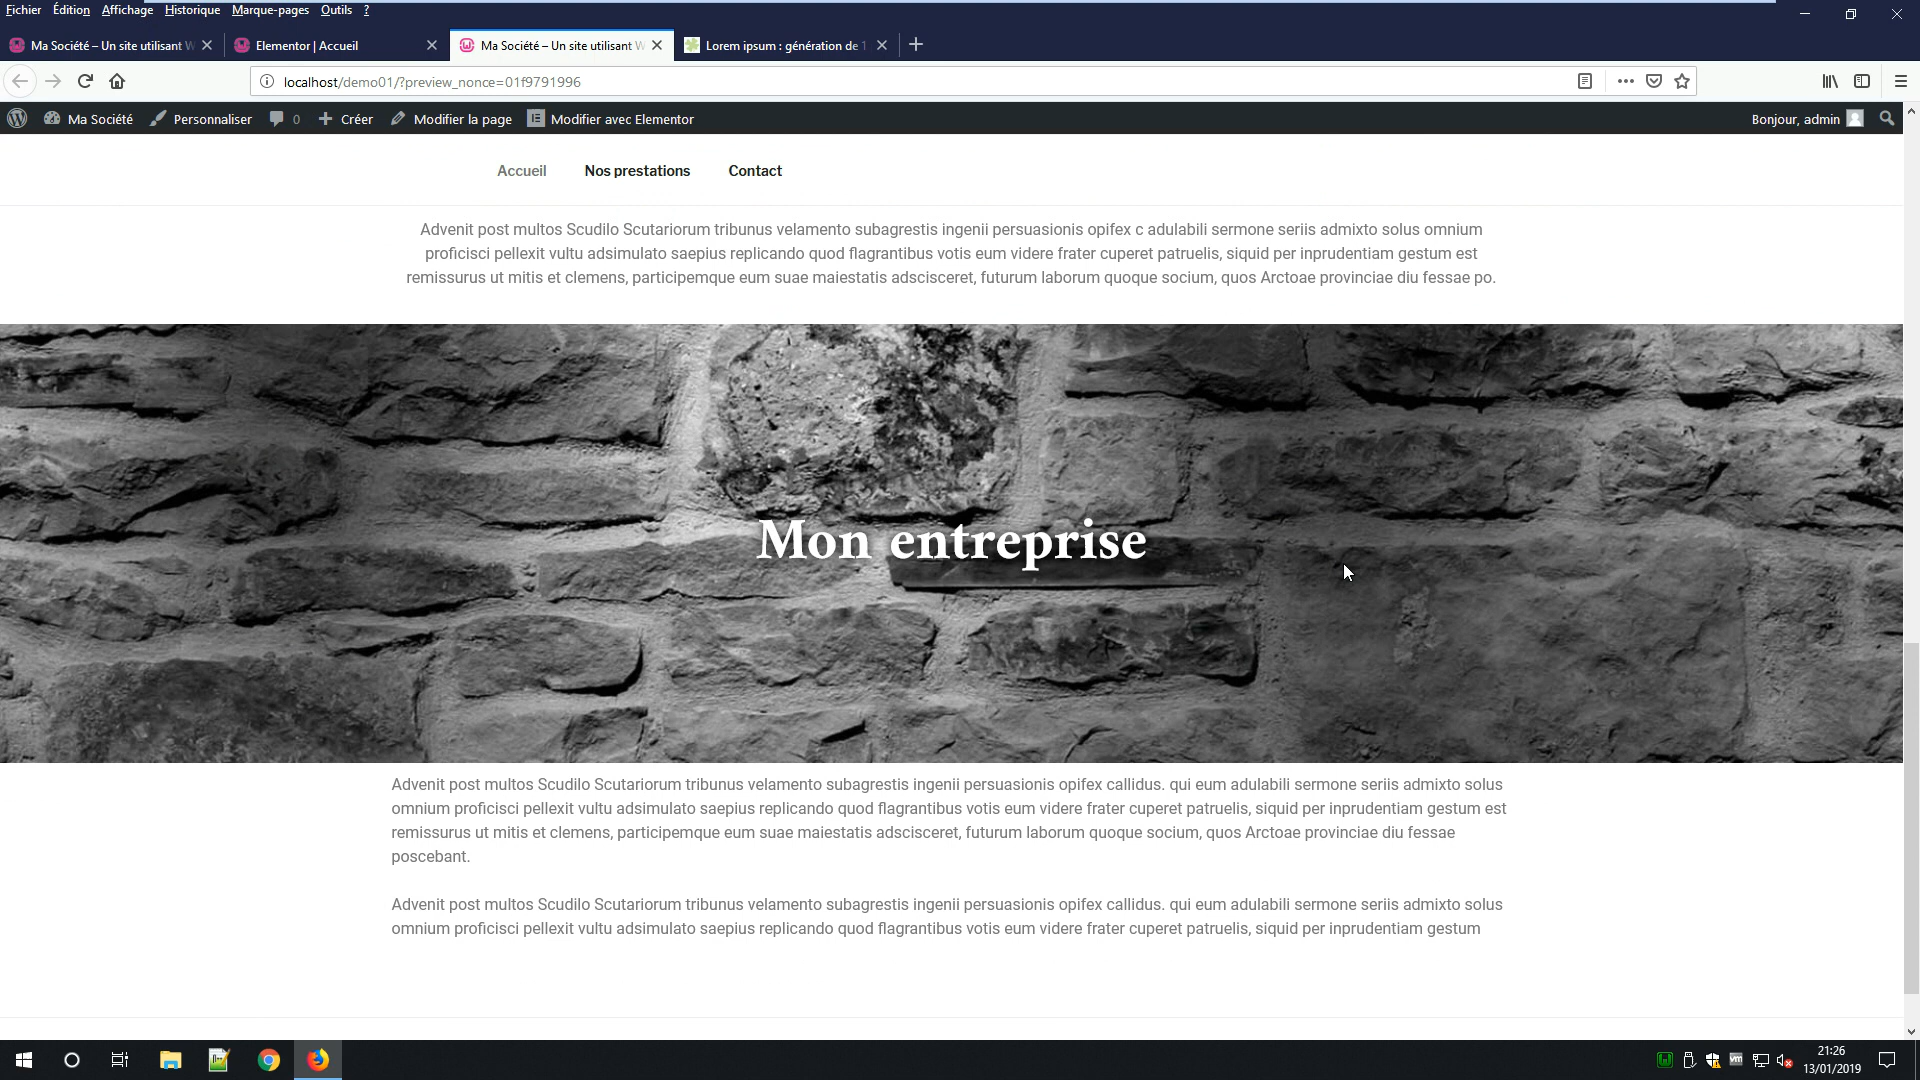 Fichier Édition Affichage Historique Marque-pages Outils ?
Ma Société – Un site utilisant W
Elementor | Accueil
Ma Société – Un site utilisant W
Lorem ipsum : génération de 1
localhost/demo01/?preview_nonce=01f9791996
Ma Société Personnaliser 0 Créer Modifier la page Modifier avec Elementor Bonjour, admin
Accueil Nos prestations Contact
Advenit post multos Scudilo Scutariorum tribunus velamento subagrestis ingenii persuasionis opifex c adulabili sermone seriis admixto solus omnium
proficisci pellexit vultu adsimulato saepius replicando quod flagrantibus votis eum videre frater cuperet patruelis, siquid per inprudentiam gestum est
remissurus ut mitis et clemens, participemque eum suae maiestatis adscisceret, futurum laborum quoque socium, quos Arctoae provinciae diu fessae po.
Mon entreprise
Advenit post multos Scudilo Scutariorum tribunus velamento subagrestis ingenii persuasionis opifex callidus. qui eum adulabili sermone seriis admixto solus
omnium proficisci pellexit vultu adsimulato saepius replicando quod flagrantibus votis eum videre frater cuperet patruelis, siquid per inprudentiam gestum est
remissurus ut mitis et clemens, participemque eum suae maiestatis adscisceret, futurum laborum quoque socium, quos Arctoae provinciae diu fessae
poscebant.
Advenit post multos Scudilo Scutariorum tribunus velamento subagrestis ingenii persuasionis opifex callidus. qui eum adulabili sermone seriis admixto solus
omnium proficisci pellexit vultu adsimulato saepius replicando quod flagrantibus votis eum videre frater cuperet patruelis, siquid per inprudentiam gestum
21:26
13/01/2019